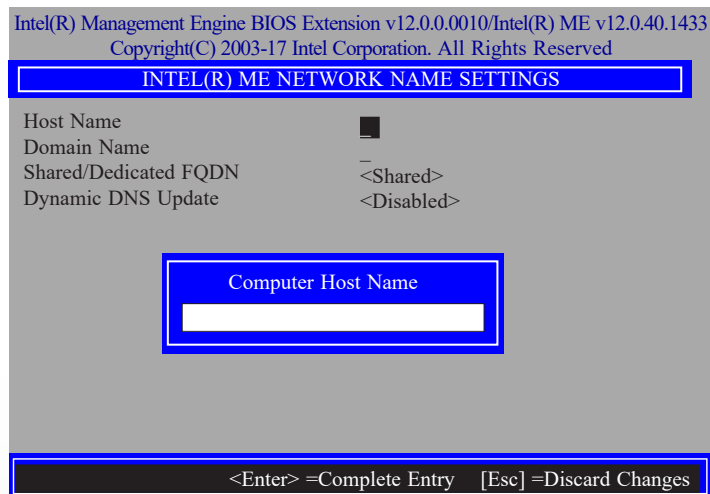 Intel(R) Management Engine BIOS Extension v12.0.0.0010/Intel(R) ME v12.0.40.1433
Copyright(C) 2003-17 Intel Corporation. All Rights Reserved
INTEL(R) ME NETWORK NAME SETTINGS
Host Name _
Domain Name _
Shared/Dedicated FQDN <Shared>
Dynamic DNS Update <Disabled>
Computer Host Name
<Enter> =Complete Entry [Esc] =Discard Changes